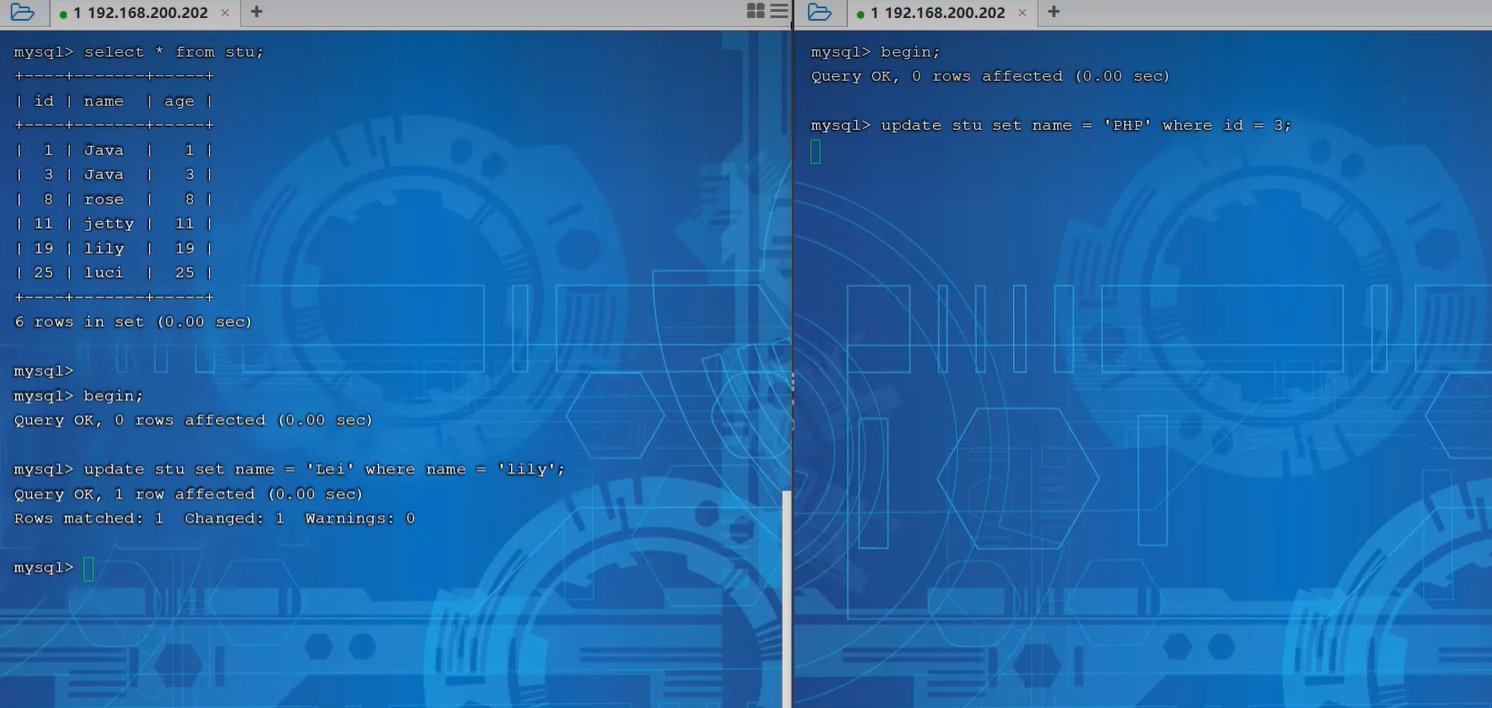 1 192.168.200.202 × +
mysql> select * from stu;
+----+-------+-----+
| id | name  | age |
+----+-------+-----+
|  1 | Java  |   1 |
|  3 | Java  |   3 |
|  8 | rose  |   8 |
| 11 | jetty |  11 |
| 19 | lily  |  19 |
| 25 | luci  |  25 |
+----+-------+-----+
6 rows in set (0.00 sec)
mysql>
mysql> begin;
Query OK, 0 rows affected (0.00 sec)
mysql> update stu set name = 'Lei' where name = 'lily';
Query OK, 1 row affected (0.00 sec)
Rows matched: 1  Changed: 1  Warnings: 0
mysql>
1 192.168.200.202 × +
mysql> begin;
Query OK, 0 rows affected (0.00 sec)
mysql> update stu set name = 'PHP' where id = 3;